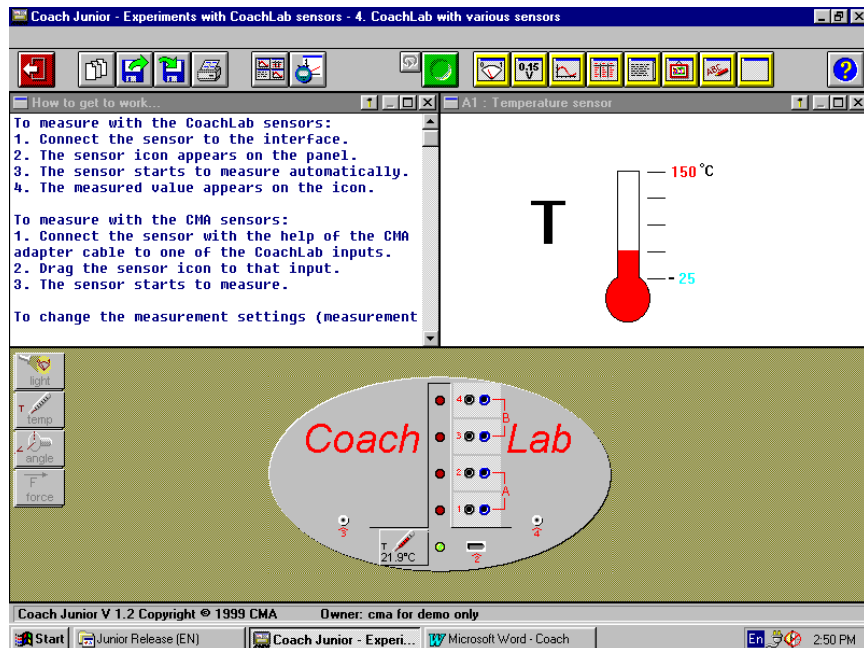 Coach Junior - Experiments with CoachLab sensors - 4. CoachLab with various sensors
0.15
V
ABC
?
How to get to work...
A1 : Temperature sensor
To measure with the CoachLab sensors:
1. Connect the sensor to the interface.
2. The sensor icon appears on the panel.
3. The sensor starts to measure automatically.
4. The measured value appears on the icon.
To measure with the CMA sensors:
1. Connect the sensor with the help of the CMA
adapter cable to one of the CoachLab inputs.
2. Drag the sensor icon to that input.
3. The sensor starts to measure.
To change the measurement settings (measurement
T
150 °C
- 25
light
T
temp
angle
F
force
Coach Lab
4
B
3
2
A
1
3
T
21.9°C
2
4
Coach Junior V 1.2 Copyright © 1999 CMA Owner: cma for demo only
Start
Junior Release (EN)
Coach Junior - Experi...
Microsoft Word - Coach
En
2:50 PM